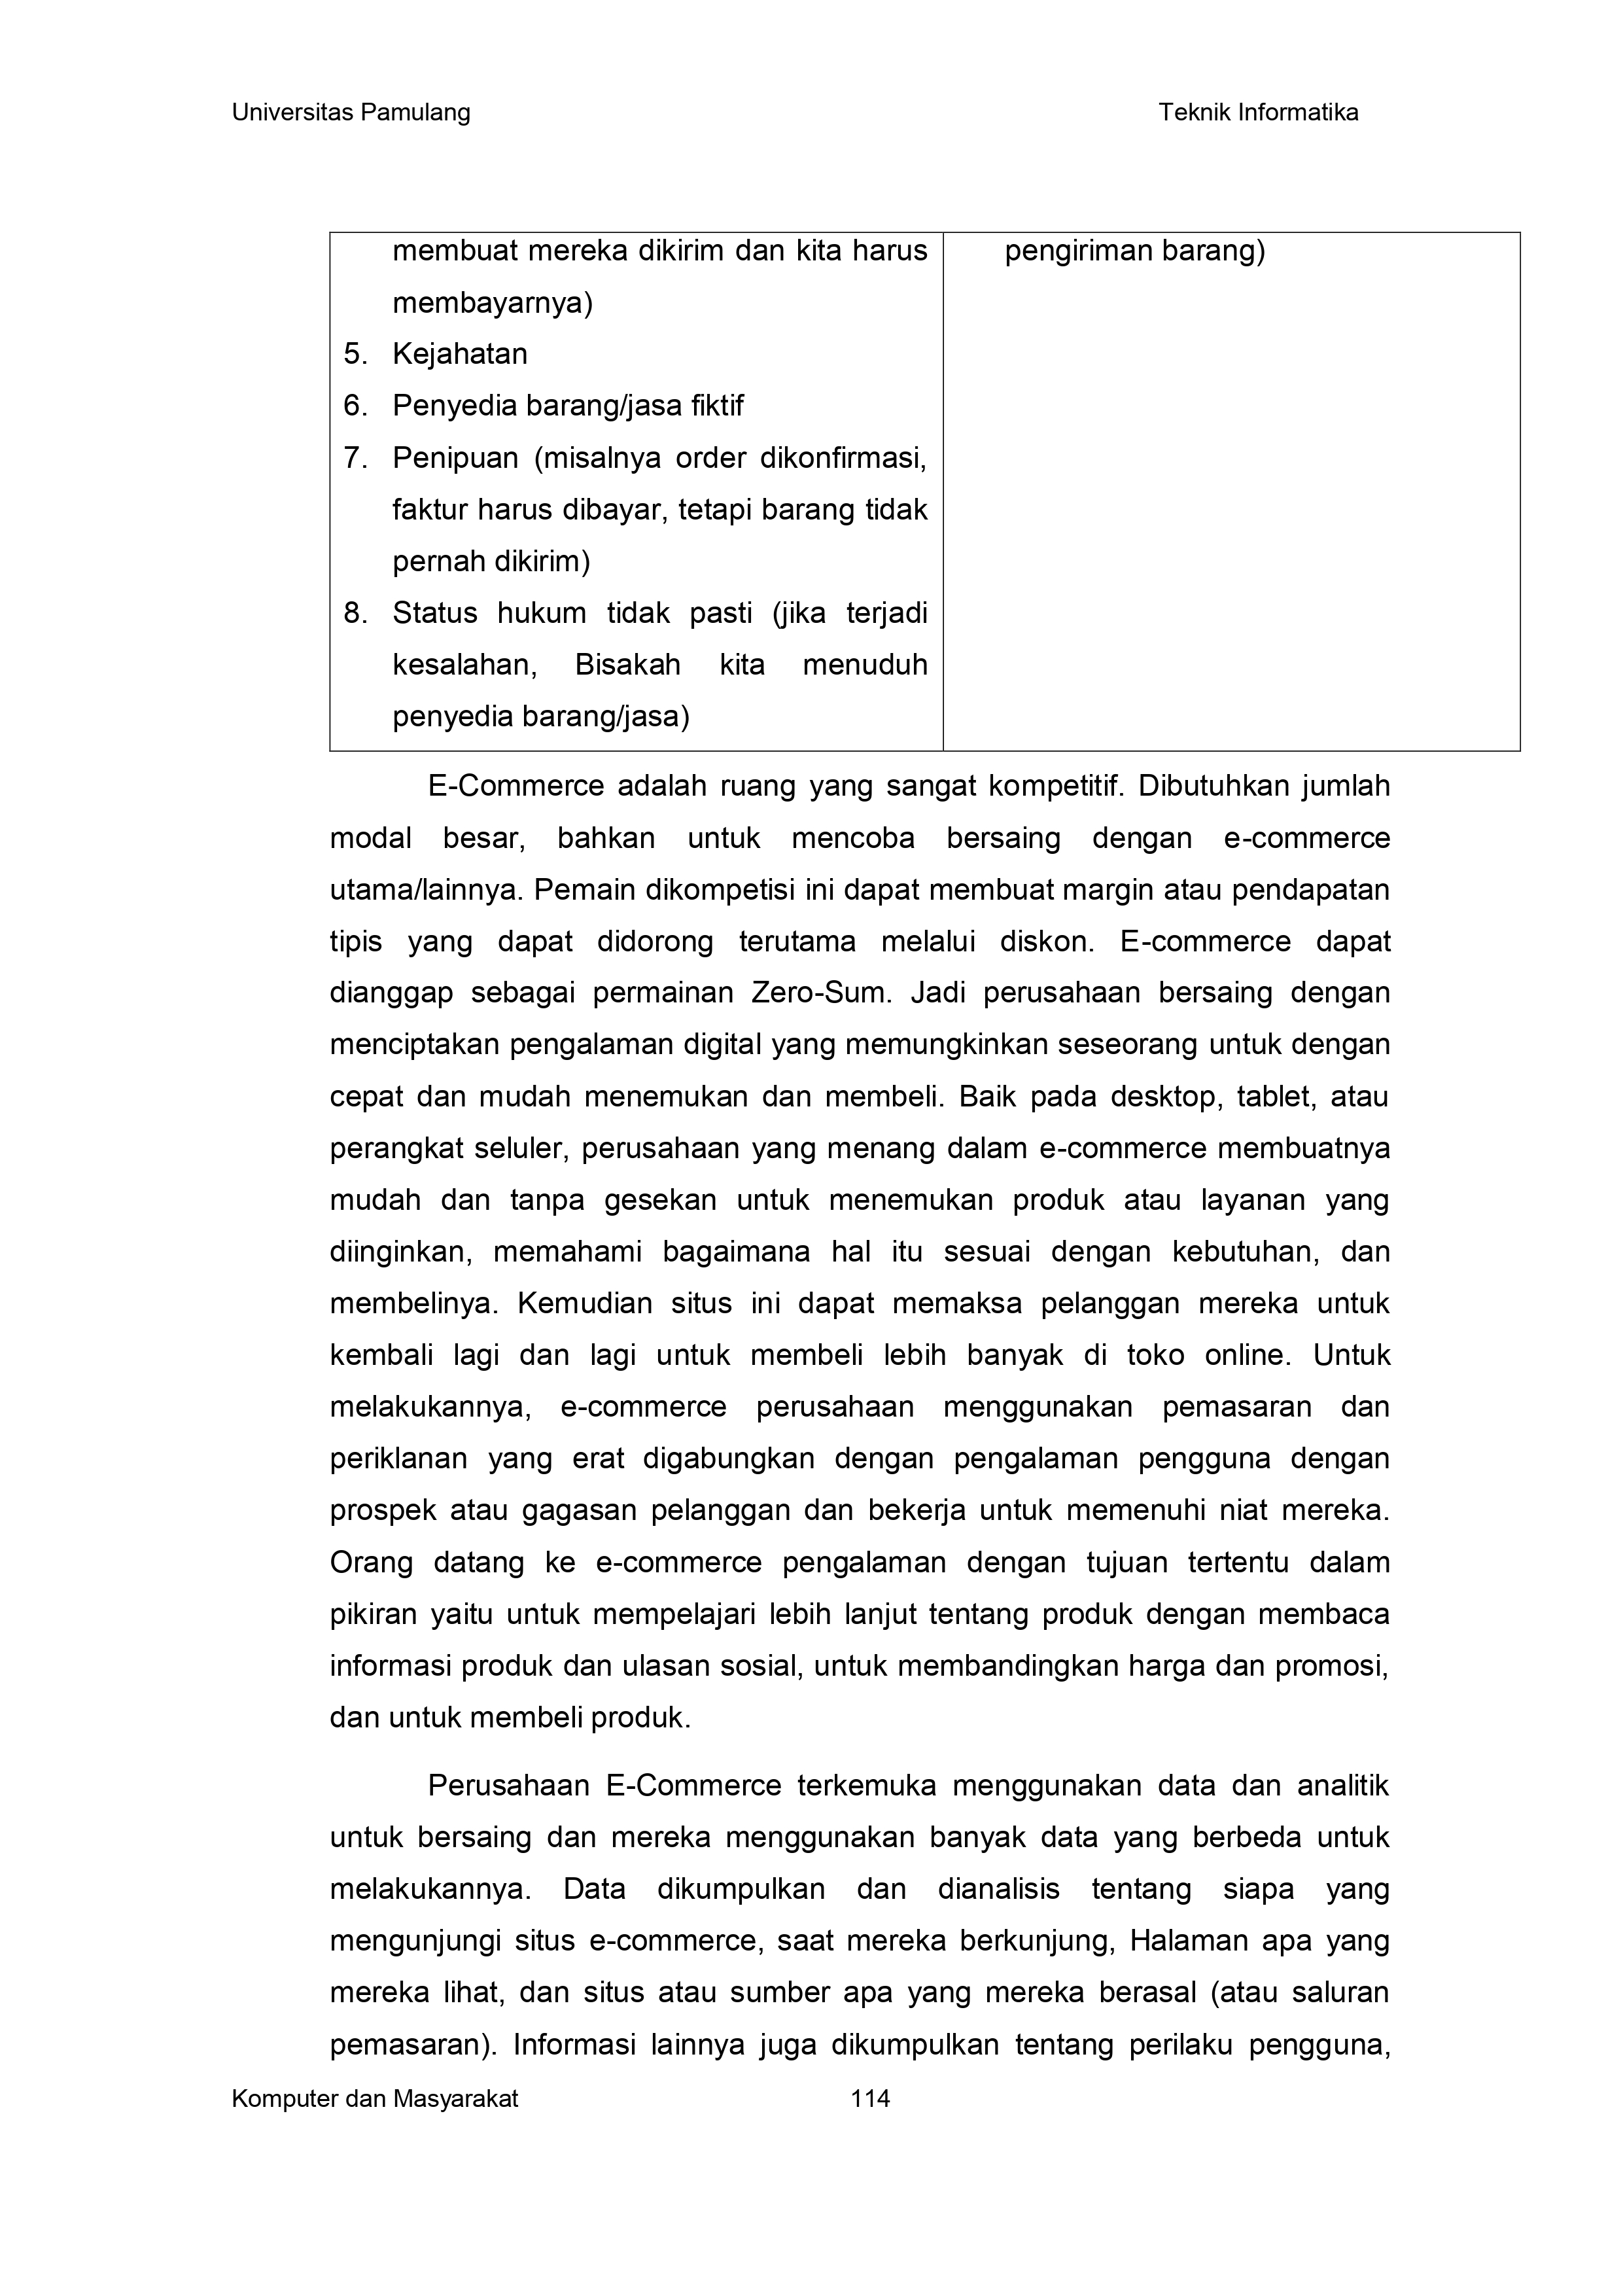 Universitas Pamulang Teknik Informatika
membuat mereka dikirim dan kita harus
membayarnya)
5. Kejahatan
6. Penyedia barang/jasa fiktif
7. Penipuan (misalnya order dikonfirmasi,
faktur harus dibayar, tetapi barang tidak
pernah dikirim)
8. Status hukum tidak pasti (jika terjadi
kesalahan, Bisakah kita menuduh
penyedia barang/jasa)
pengiriman barang)
E-Commerce adalah ruang yang sangat kompetitif. Dibutuhkan jumlah
modal besar, bahkan untuk mencoba bersaing dengan e-commerce
utama/lainnya. Pemain dikompetisi ini dapat membuat margin atau pendapatan
tipis yang dapat didorong terutama melalui diskon. E-commerce dapat
dianggap sebagai permainan Zero-Sum. Jadi perusahaan bersaing dengan
menciptakan pengalaman digital yang memungkinkan seseorang untuk dengan
cepat dan mudah menemukan dan membeli. Baik pada desktop, tablet, atau
perangkat seluler, perusahaan yang menang dalam e-commerce membuatnya
mudah dan tanpa gesekan untuk menemukan produk atau layanan yang
diinginkan, memahami bagaimana hal itu sesuai dengan kebutuhan, dan
membelinya. Kemudian situs ini dapat memaksa pelanggan mereka untuk
kembali lagi dan lagi untuk membeli lebih banyak di toko online. Untuk
melakukannya, e-commerce perusahaan menggunakan pemasaran dan
periklanan yang erat digabungkan dengan pengalaman pengguna dengan
prospek atau gagasan pelanggan dan bekerja untuk memenuhi niat mereka.
Orang datang ke e-commerce pengalaman dengan tujuan tertentu dalam
pikiran yaitu untuk mempelajari lebih lanjut tentang produk dengan membaca
informasi produk dan ulasan sosial, untuk membandingkan harga dan promosi,
dan untuk membeli produk.
Perusahaan E-Commerce terkemuka menggunakan data dan analitik
untuk bersaing dan mereka menggunakan banyak data yang berbeda untuk
melakukannya. Data dikumpulkan dan dianalisis tentang siapa yang
mengunjungi situs e-commerce, saat mereka berkunjung, Halaman apa yang
mereka lihat, dan situs atau sumber apa yang mereka berasal (atau saluran
pemasaran). Informasi lainnya juga dikumpulkan tentang perilaku pengguna,
Komputer dan Masyarakat 114